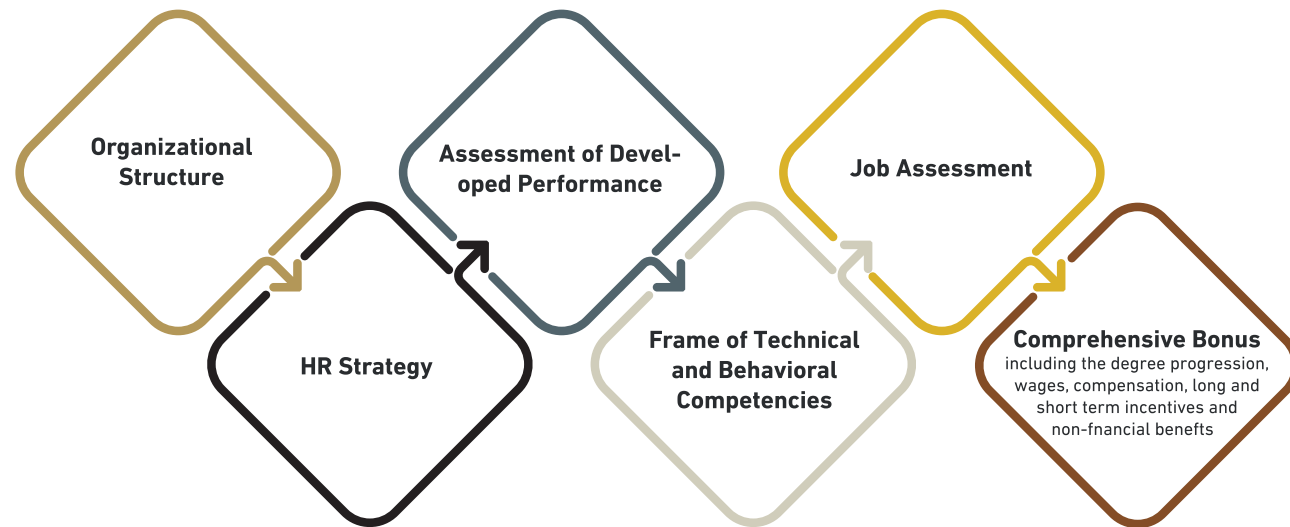 Organizational
Structure
HR Strategy
Assessment of Devel-
oped Performance
Frame of Technical
and Behavioral
Competencies
Job Assessment
Comprehensive Bonus
including the degree progression,
wages, compensation, long and
short term incentives and
non-fnancial benefts